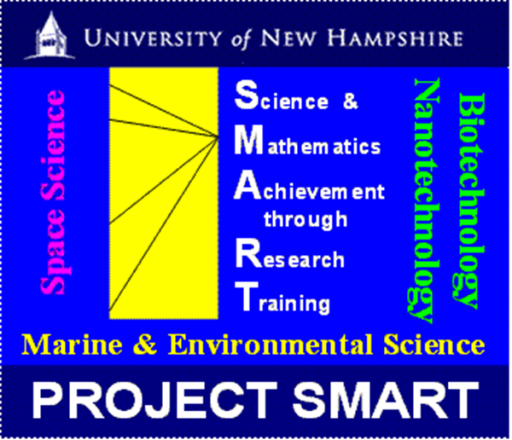 UNIVERSITY of NEW HAMPSHIRE
Space Science
Science &
Mathematics
Achievement
through
Research
Training
Nanotechnology
Biotechnology
Marine & Environmental Science
PROJECT SMART